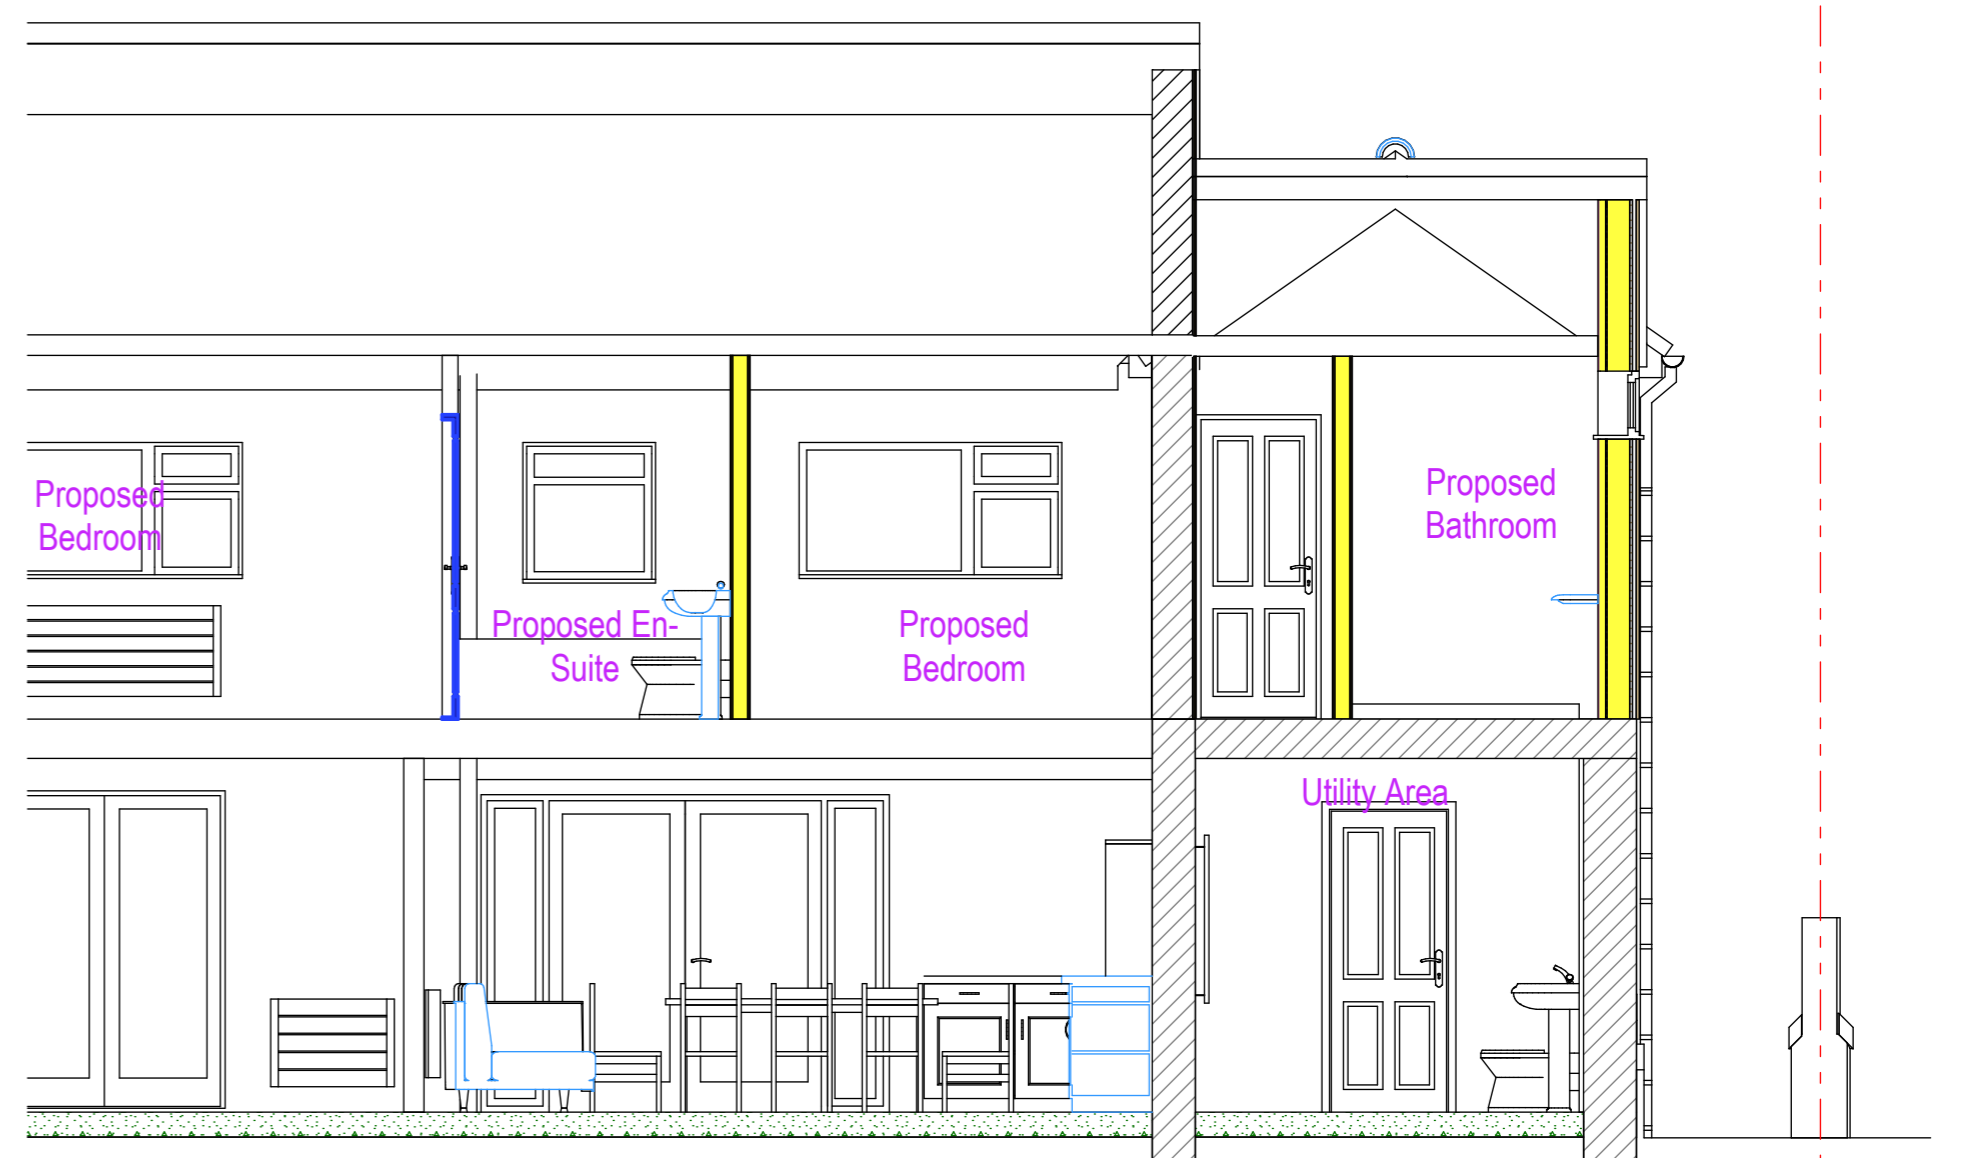 Proposed
Bedroom
Proposed En-
Suite
Proposed
Bedroom
Proposed
Bathroom
Utility Area